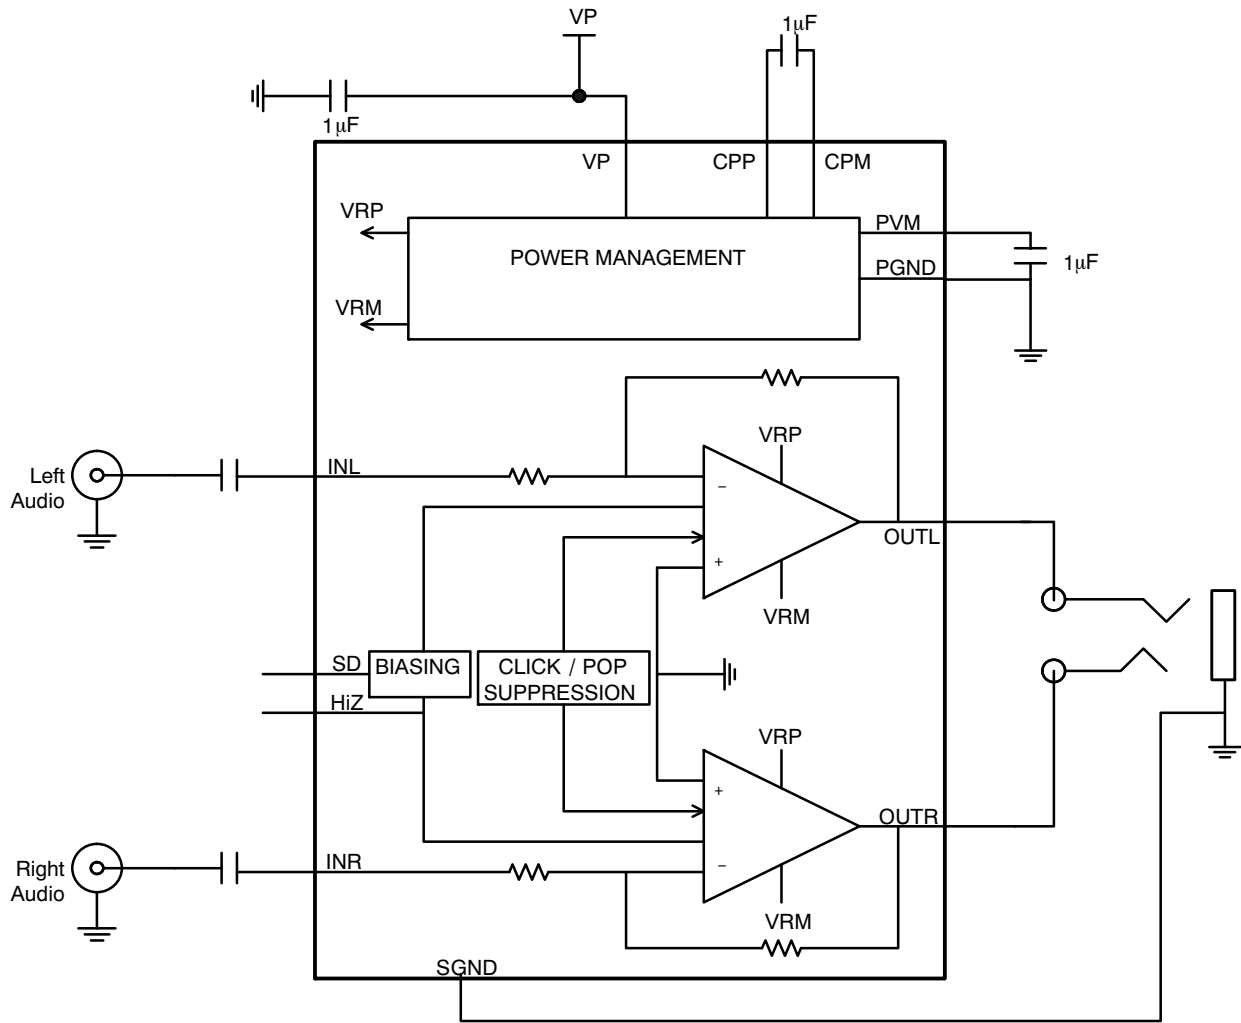 VP
1μF
1μF
VP
CPP
CPM
VRP
POWER MANAGEMENT
PVM
PGND
1μF
VRM
VRP
Left
Audio
INL
−
OUTL
+
VRM
SD
BIASING
CLICK / POP
SUPPRESSION
HiZ
VRP
+
OUTR
Right
Audio
INR
−
VRM
SGND